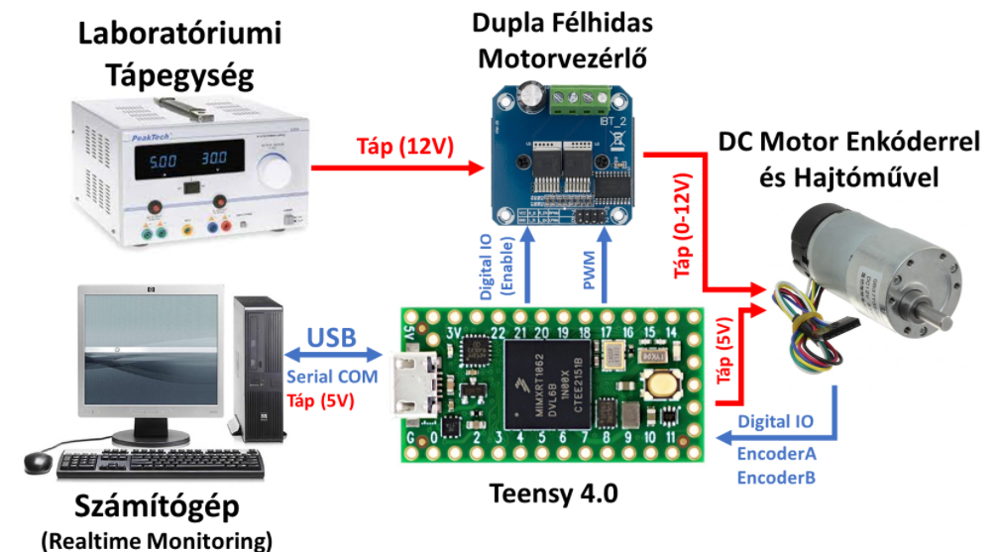 Laboratóriumi
Tápegység
Dupla Félhidas
Motorvezérlő
DC Motor Enkóderrel
és Hajtóművel
PeakTech
5.00 30.0
Táp (12V)
IBT_2
Táp (0-12V)
Digital IO
(Enable)
PWM
USB
Serial COM
Táp (5V)
5V 3V 22 21 20 19 18 17 16 15 14
MIMXRT1062
DVL6B
1N00X
CTEE2151B
G 0 2 3 4 5 6 7 8 9 10 11
Táp (5V)
Digital IO
EncoderA
EncoderB
Teensy 4.0
Számítógép
(Realtime Monitoring)